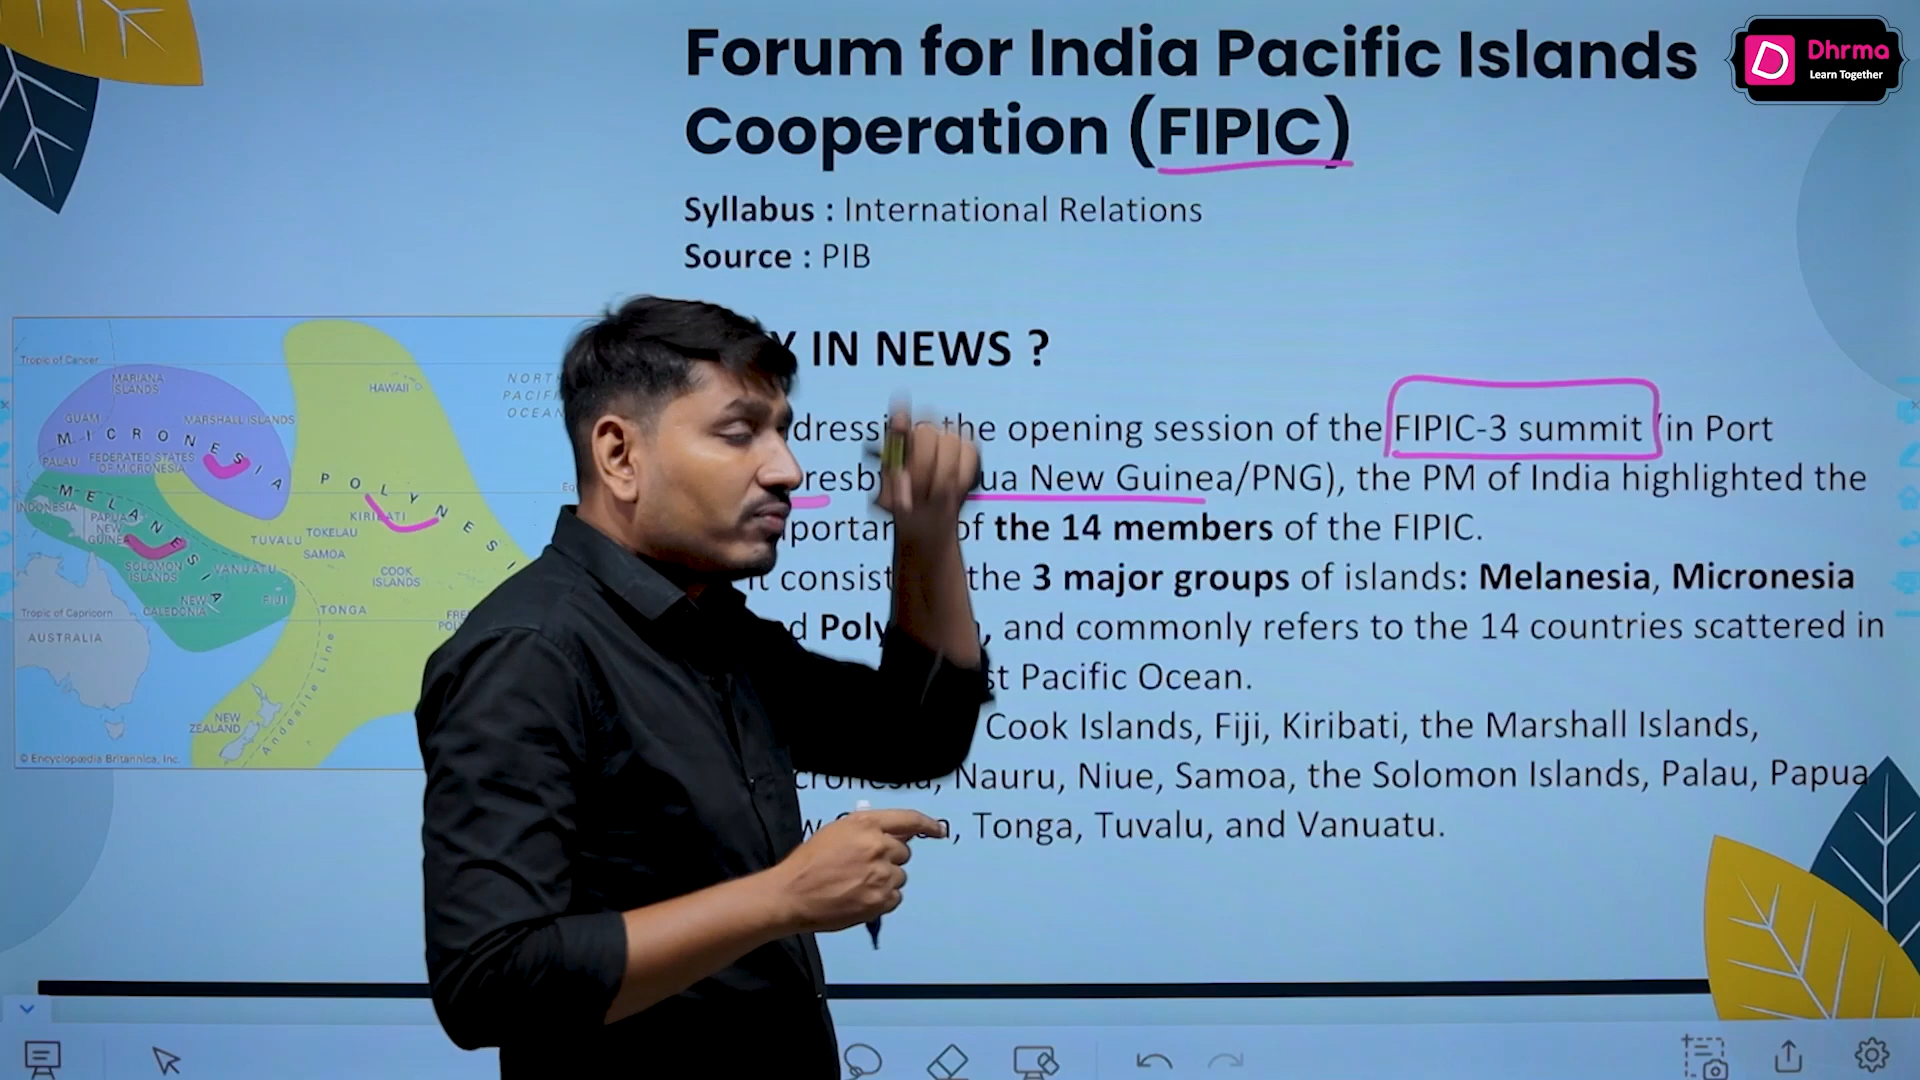 Forum for India Pacific Islands
Cooperation (FIPIC)
Dhrma
Learn Together
Syllabus : International Relations
Source : PIB
IN NEWS ?
the opening session of the FIPIC-3 summit (in Port
New Guinea/PNG), the PM of India highlighted the
of the 14 members of the FIPIC.
the 3 major groups of islands: Melanesia, Micronesia
and commonly refers to the 14 countries scattered in
Pacific Ocean.
Cook Islands, Fiji, Kiribati, the Marshall Islands,
Nauru, Niue, Samoa, the Solomon Islands, Palau, Papua
Tonga, Tuvalu, and Vanuatu.
Tropic of Cancer
MARIANA
ISLANDS
HAWAII
NORTH
PACIFIC
OCEAN
GUAM
MARSHALL ISLANDS
MICRONESIA
PALAU
FEDERATED STATES
OF MICRONESIA
POLYNESI
MELANESIA
INDONESIA
PAPUA
NEW
GUINEA
KIRIBATI
TUVALU
TOKELAU
SAMOA
SOLOMON
ISLANDS
VANUATU
COOK
ISLANDS
NEW
CALEDONIA
FIJI
TONGA
Tropic of Capricorn
AUSTRALIA
NEW
ZEALAND
Andesite Line
© Encyclopædia Britannica, Inc.